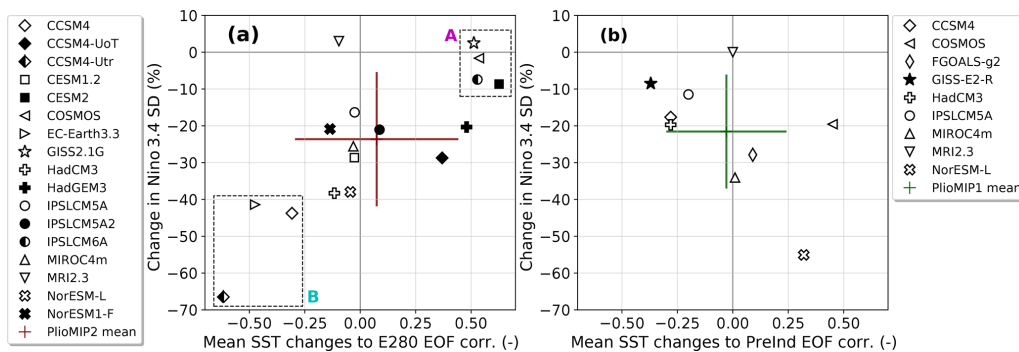 CCSM4
CCSM4-UoT
CCSM4-Utr
CESM1.2
CESM2
COSMOS
EC-Earth3.3
GISS2.1G
HadCM3
HadGEM3
IPSLCM5A
IPSLCM5A2
IPSLCM6A
MIROC4m
MRI2.3
NorESM-L
NorESM1-F
PlioMIP2 mean
Change in Nino 3.4 SD (%)
10
0
−10
−20
−30
−40
−50
−60
−70
(a)
A
B
−0.50 −0.25 0.00 0.25 0.50
Mean SST changes to E280 EOF corr. (-)
Change in Nino 3.4 SD (%)
10
0
−10
−20
−30
−40
−50
−60
−70
(b)
−0.50 −0.25 0.00 0.25 0.50
Mean SST changes to PreInd EOF corr. (-)
CCSM4
COSMOS
FGOALS-g2
GISS-E2-R
HadCM3
IPSLCM5A
MIROC4m
MRI2.3
NorESM-L
PlioMIP1 mean